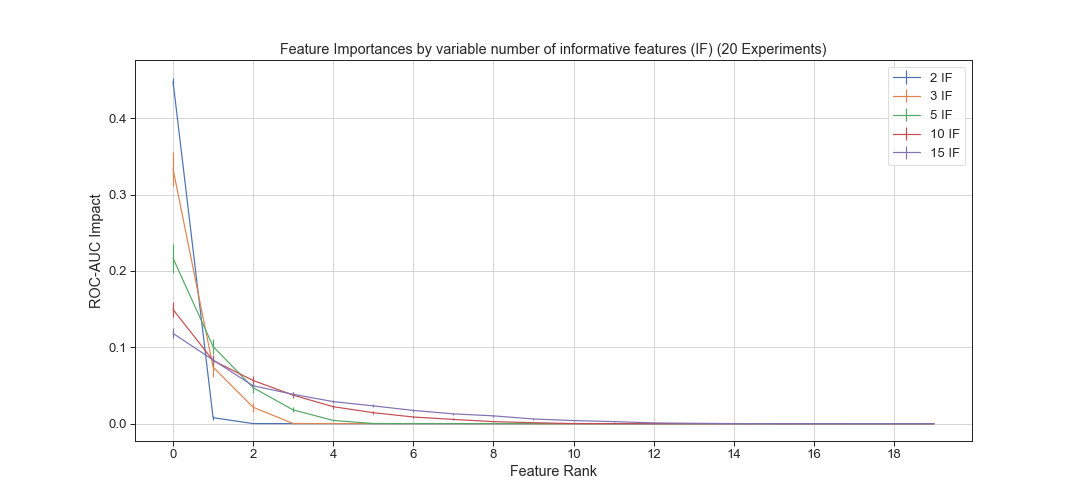 Feature Importances by variable number of informative features (IF) (20 Experiments)
2 IF
3 IF
5 IF
10 IF
15 IF
ROC-AUC Impact
0.4
0.3
0.2
0.1
0.0
0 2 4 6 8 10 12 14 16 18
Feature Rank